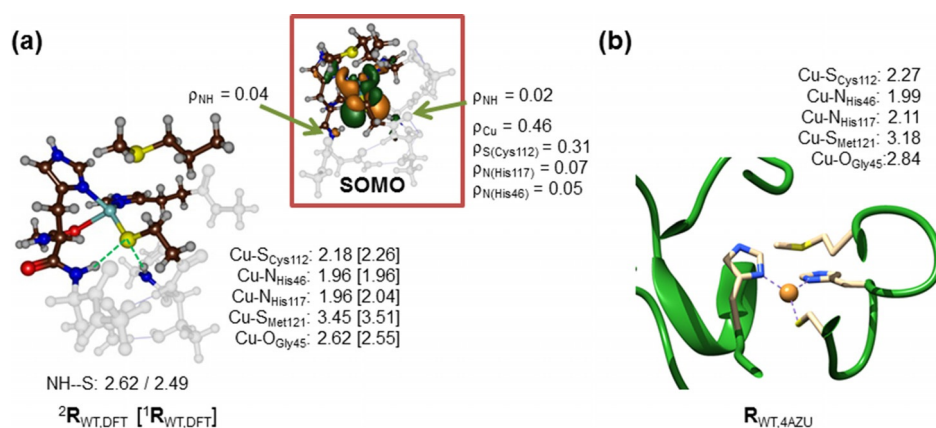 (a)
ρNH = 0.04
SOMO
ρNH = 0.02
ρCu = 0.46
ρS(Cys112) = 0.31
ρN(His117) = 0.07
ρN(His46) = 0.05
Cu-SCys112: 2.18 [2.26]
Cu-NHis46: 1.96 [1.96]
Cu-NHis117: 1.96 [2.04]
Cu-SMet121: 3.45 [3.51]
Cu-OGly45: 2.62 [2.55]
NH--S: 2.62 / 2.49
²RWT,DFT [¹RWT,DFT]
(b)
Cu-SCys112: 2.27
Cu-NHis46: 1.99
Cu-NHis117: 2.11
Cu-SMet121: 3.18
Cu-OGly45: 2.84
RWT,4AZU